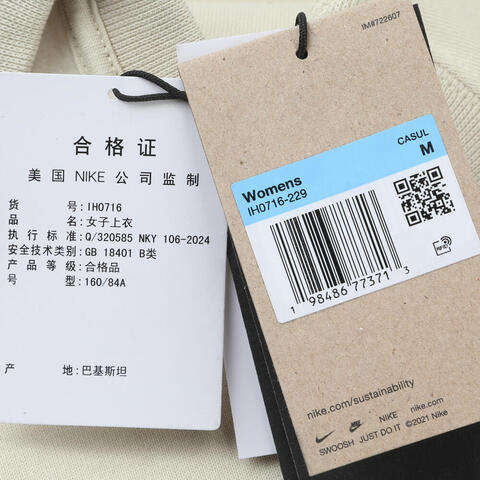 合格证
美国 NIKE 公司监制
货 号:IH0716
品 名:女子上衣
执行标准:Q/320585 NKY 106-2024
安全技术类别:GB 18401 B类
产品等级:合格品
号 型:160/84A
产 地:巴基斯坦
IM#722607
CASUL
M
Womens
IH0716-229
RFID
1 98486 77371 3
nike.com/sustainability
NIKE nike.com
SWOOSH JUST DO IT ©2021 Nike